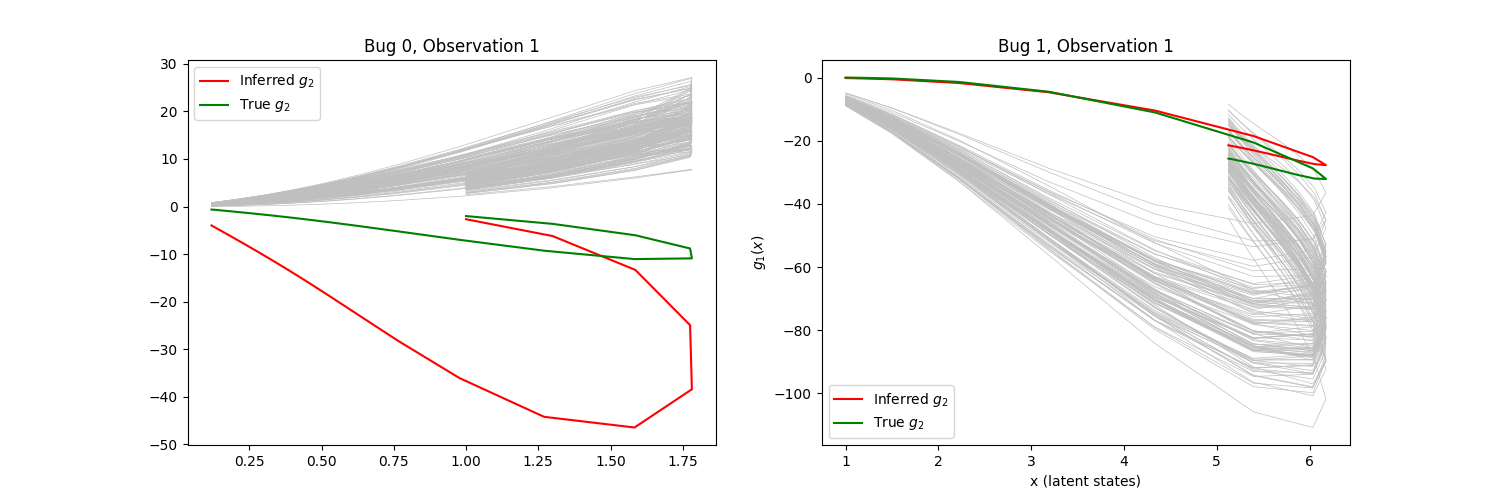 Bug 0, Observation 1
Inferred g₂
True g₂
30
20
10
0
−10
−20
−30
−40
−50
0.25 0.50 0.75 1.00 1.25 1.50 1.75
Bug 1, Observation 1
g₁(x)
0
−20
−40
−60
−80
−100
Inferred g₂
True g₂
1 2 3 4 5 6
x (latent states)